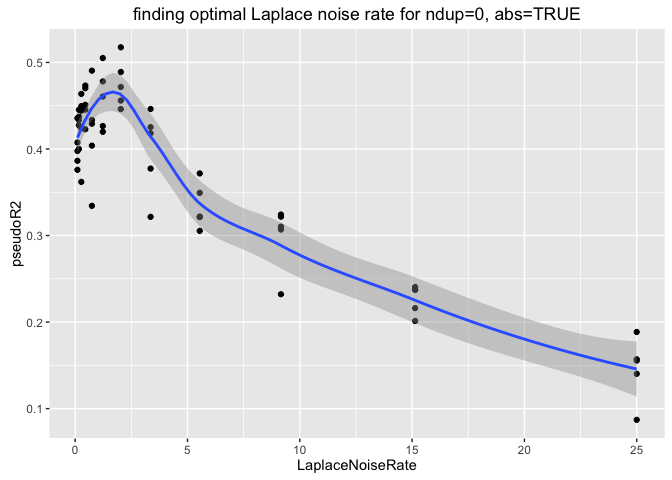 finding optimal Laplace noise rate for ndup=0, abs=TRUE
0.5
0.4
0.3
0.2
0.1
pseudoR2
0 5 10 15 20 25
LaplaceNoiseRate